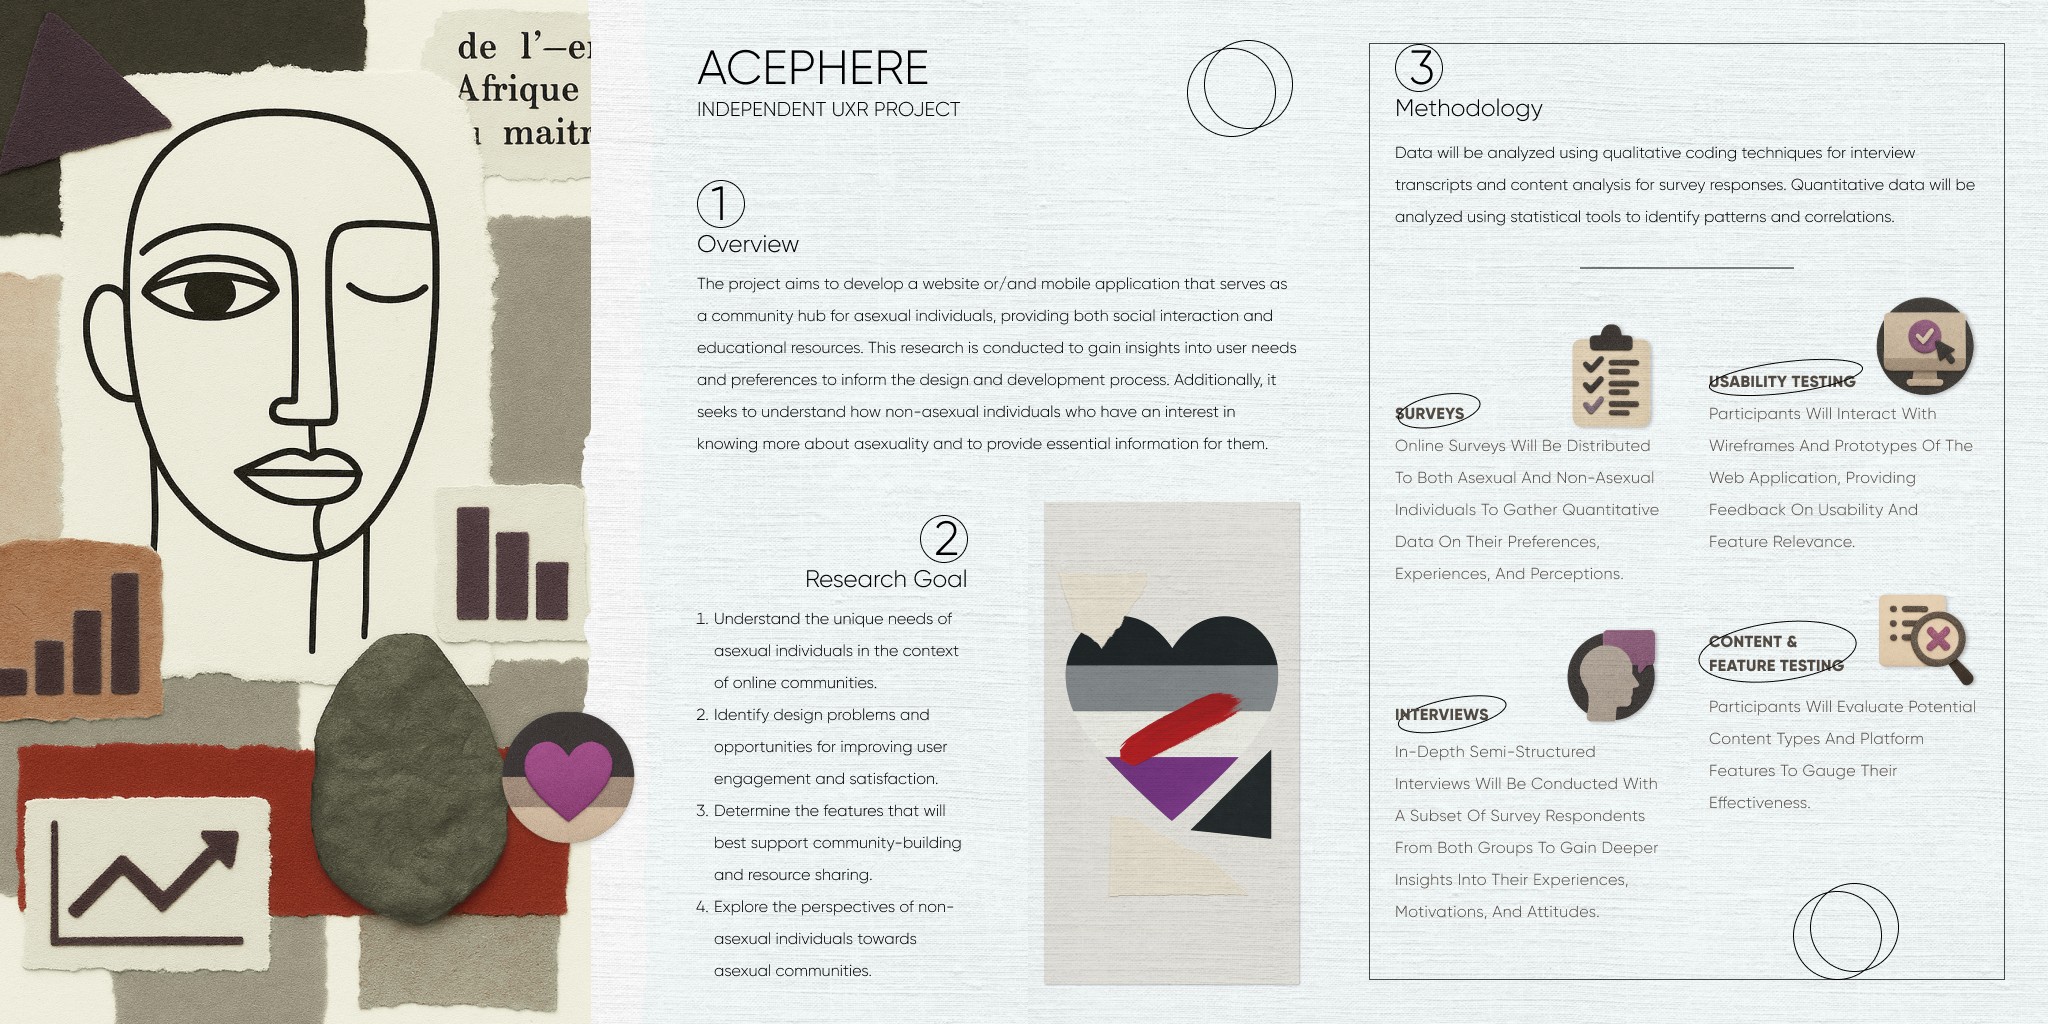 de l'—
Afrique
maitr
ACEPHERE
INDEPENDENT UXR PROJECT
1
Overview
The project aims to develop a website or/and mobile application that serves as
a community hub for asexual individuals, providing both social interaction and
educational resources. This research is conducted to gain insights into user needs
and preferences to inform the design and development process. Additionally, it
seeks to understand how non-asexual individuals who have an interest in
knowing more about asexuality and to provide essential information for them.
2
Research Goal
1. Understand the unique needs of
asexual individuals in the context
of online communities.
2. Identify design problems and
opportunities for improving user
engagement and satisfaction.
3. Determine the features that will
best support community-building
and resource sharing.
4. Explore the perspectives of non-
asexual individuals towards
asexual communities.
3
Methodology
Data will be analyzed using qualitative coding techniques for interview
transcripts and content analysis for survey responses. Quantitative data will be
analyzed using statistical tools to identify patterns and correlations.
SURVEYS
Online Surveys Will Be Distributed
To Both Asexual And Non-Asexual
Individuals To Gather Quantitative
Data On Their Preferences,
Experiences, And Perceptions.
INTERVIEWS
In-Depth Semi-Structured
Interviews Will Be Conducted With
A Subset Of Survey Respondents
From Both Groups To Gain Deeper
Insights Into Their Experiences,
Motivations, And Attitudes.
USABILITY TESTING
Participants Will Interact With
Wireframes And Prototypes Of The
Web Application, Providing
Feedback On Usability And
Feature Relevance.
CONTENT &
FEATURE TESTING
Participants Will Evaluate Potential
Content Types And Platform
Features To Gauge Their
Effectiveness.